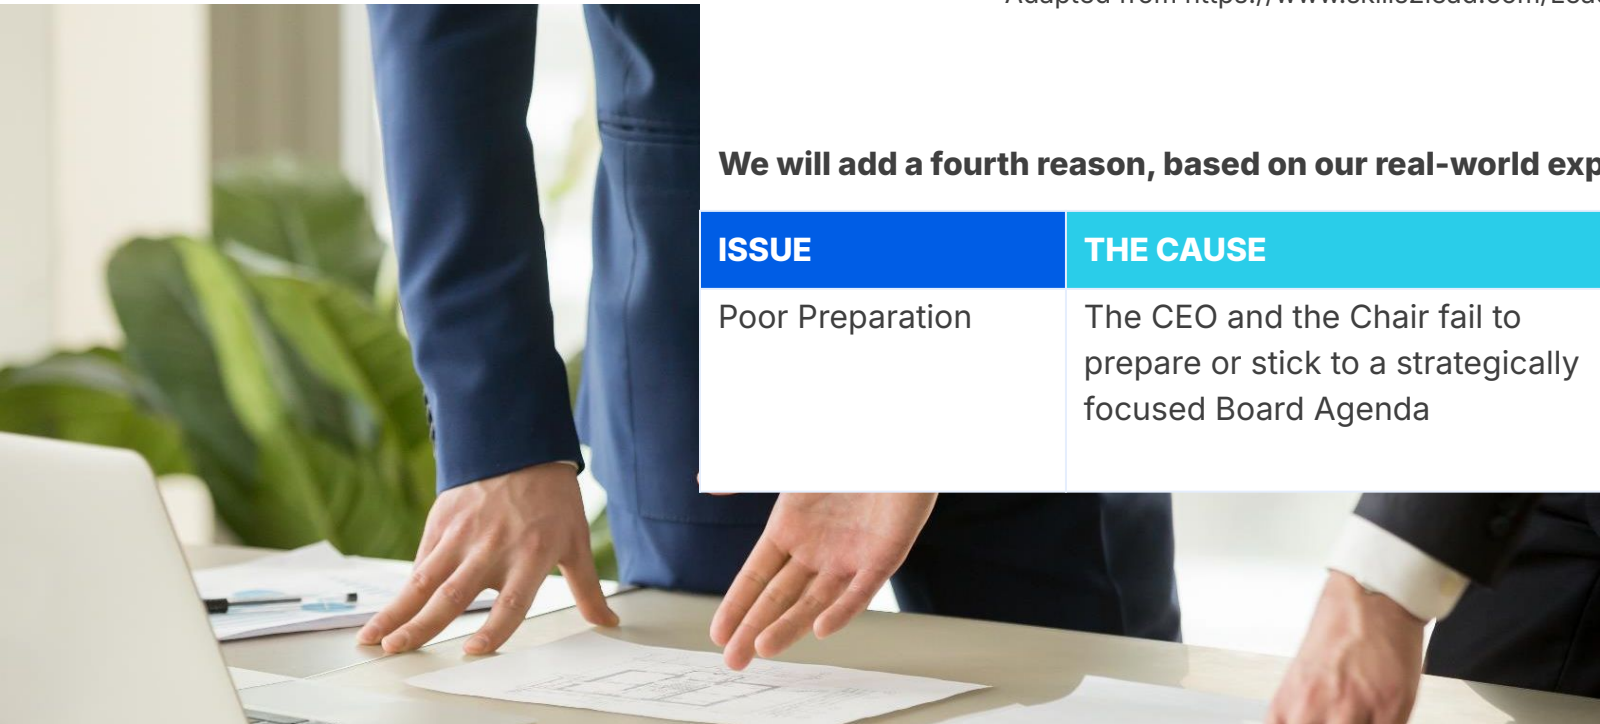 We will add a fourth reason, based on our real-world
ISSUE
THE CAUSE
Poor Preparation
The CEO and the Chair fail to
prepare or stick to a strategically
focused Board Agenda